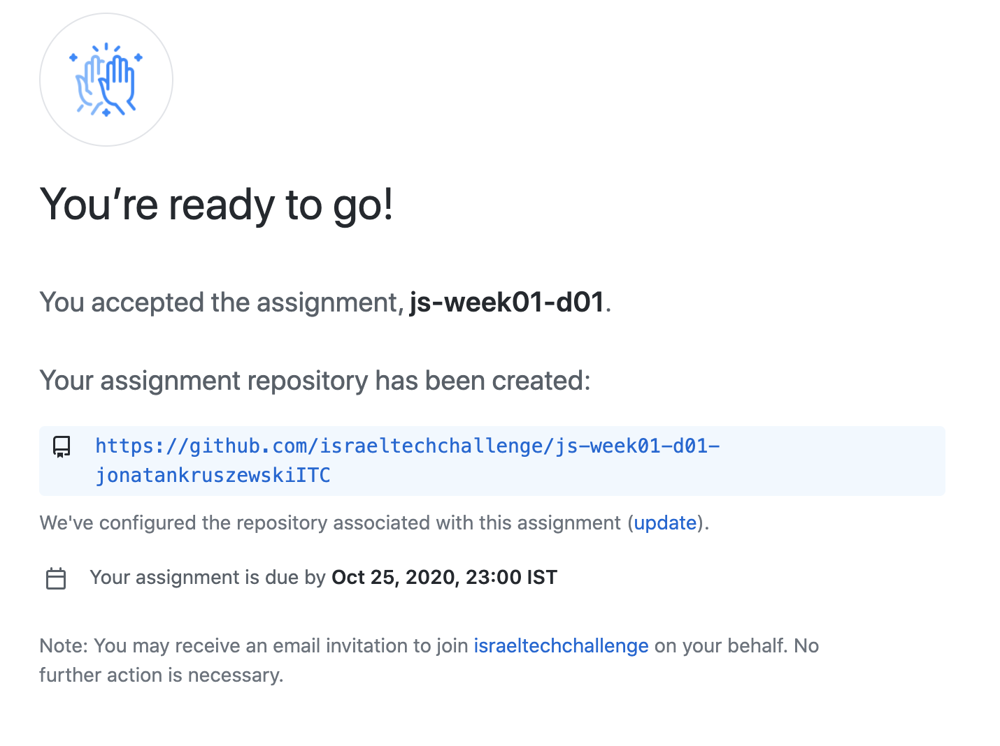 You’re ready to go!
You accepted the assignment, js-week01-d01.
Your assignment repository has been created:
https://github.com/israeltechchallenge/js-week01-d01-
jonatankruszewskiITC
We've configured the repository associated with this assignment (update).
Your assignment is due by Oct 25, 2020, 23:00 IST
Note: You may receive an email invitation to join israeltechchallenge on your behalf. No
further action is necessary.